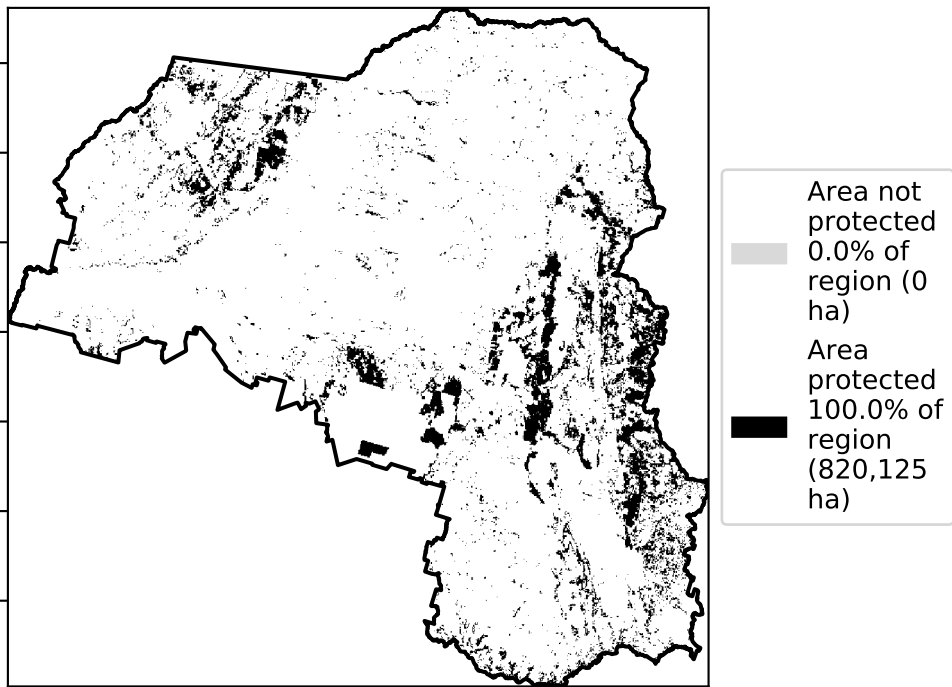 Area not
protected
0.0% of
region (0
ha)
Area
protected
100.0% of
region
(820,125
ha)